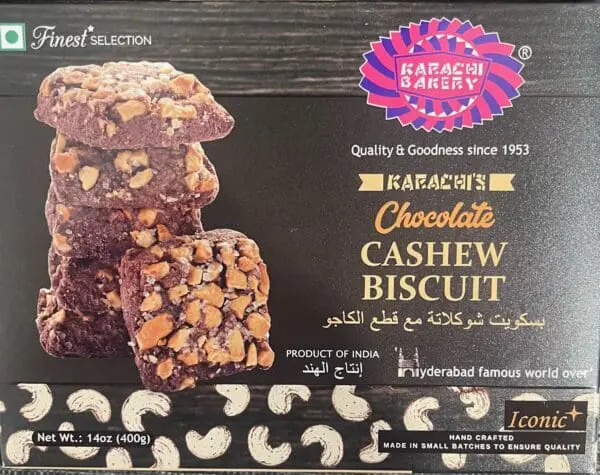 Finest SELECTION
KARACHI
BAKERY
®
Quality & Goodness since 1953
KARACHI'S
Chocolate
CASHEW
BISCUIT
بسكويت شوكلاتة مع قطع الكاجو
PRODUCT OF INDIA
إنتاج الهند
Hyderabad famous world over
Net Wt.: 14oz (400g)
Iconic
HAND CRAFTED
MADE IN SMALL BATCHES TO ENSURE QUALITY